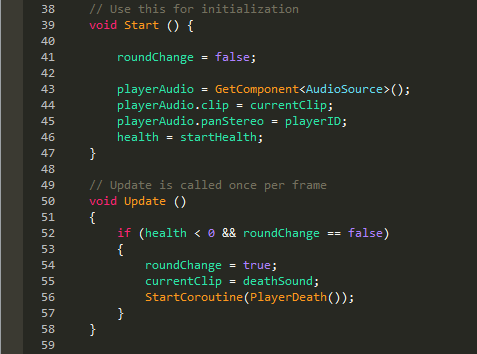 38 // Use this for initialization
39 void Start () {
40
41 roundChange = false;
42
43 playerAudio = GetComponent<AudioSource>();
44 playerAudio.clip = currentClip;
45 playerAudio.panStereo = playerID;
46 health = startHealth;
47 }
48
49 // Update is called once per frame
50 void Update ()
51 {
52 if (health < 0 && roundChange == false)
53 {
54 roundChange = true;
55 currentClip = deathSound;
56 StartCoroutine(PlayerDeath());
57 }
58 }
59